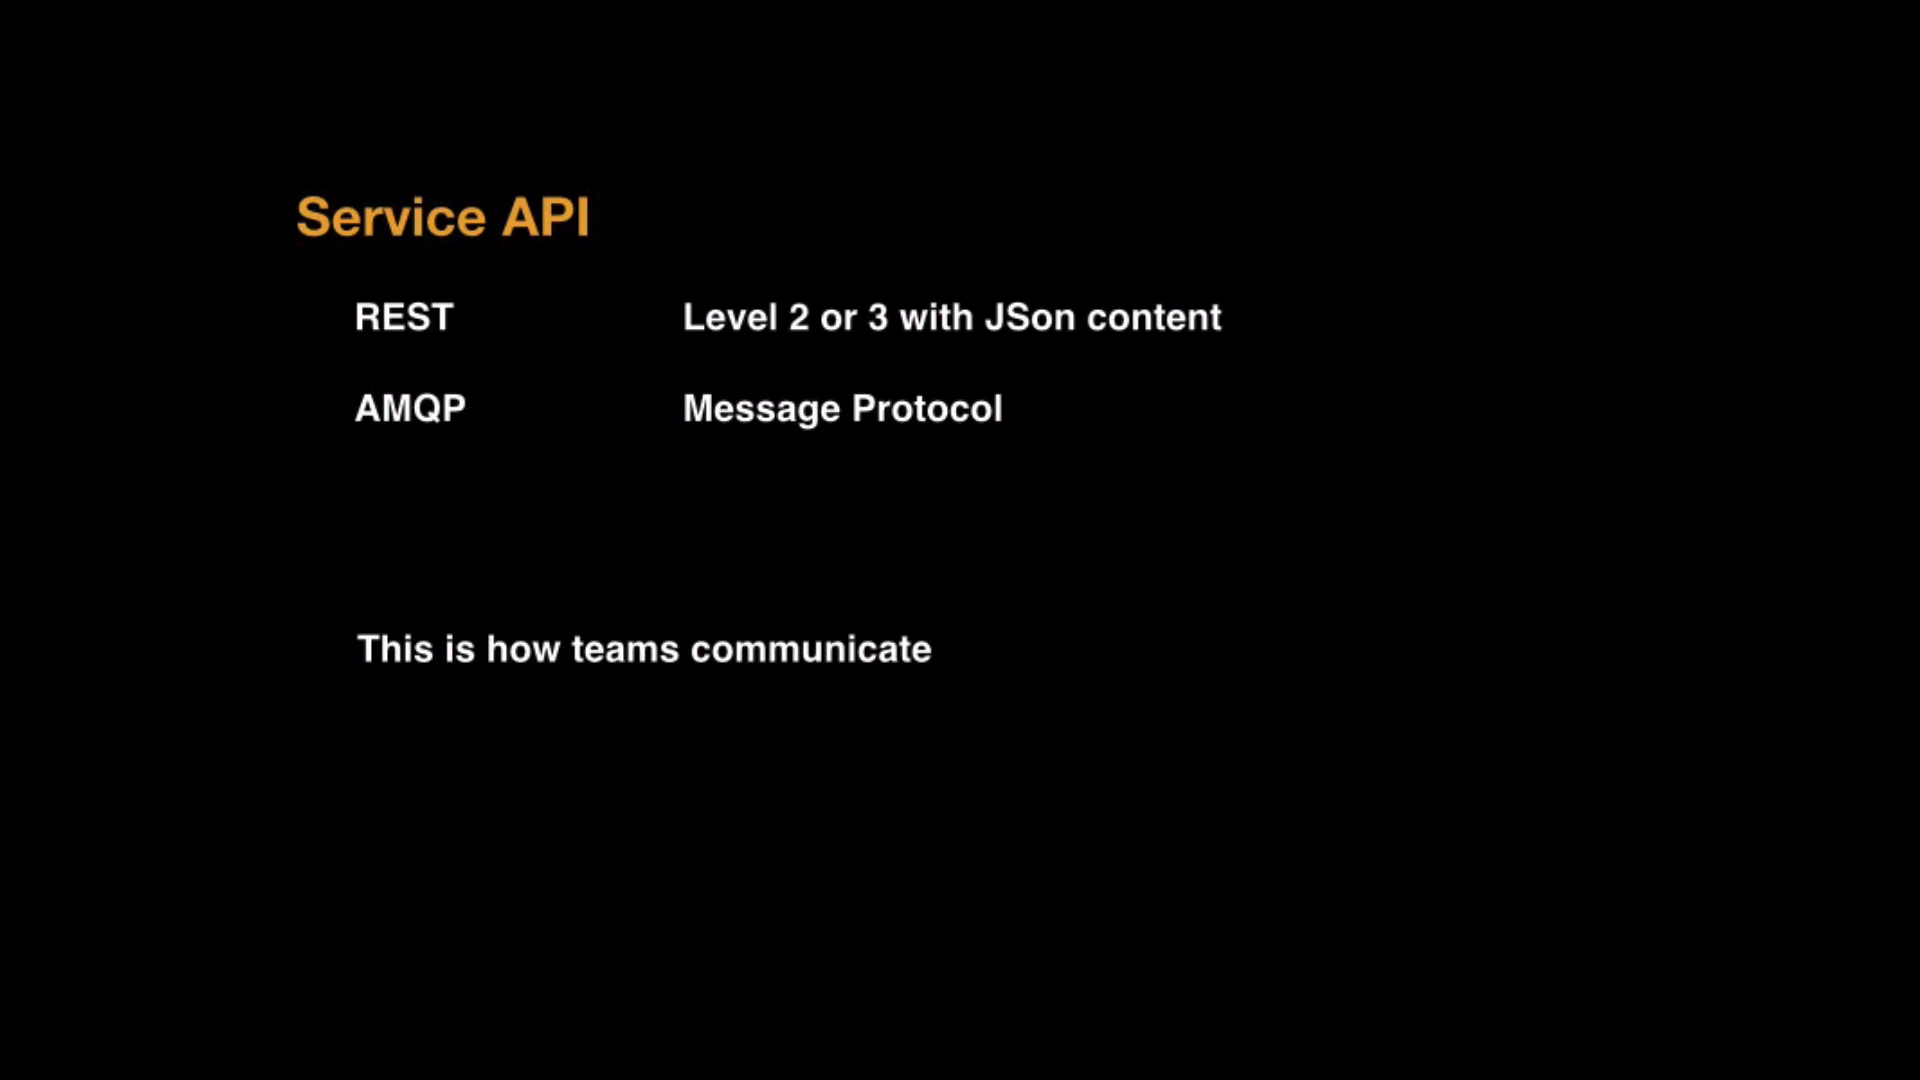 Service API
REST Level 2 or 3 with JSon content
AMQP Message Protocol
This is how teams communicate